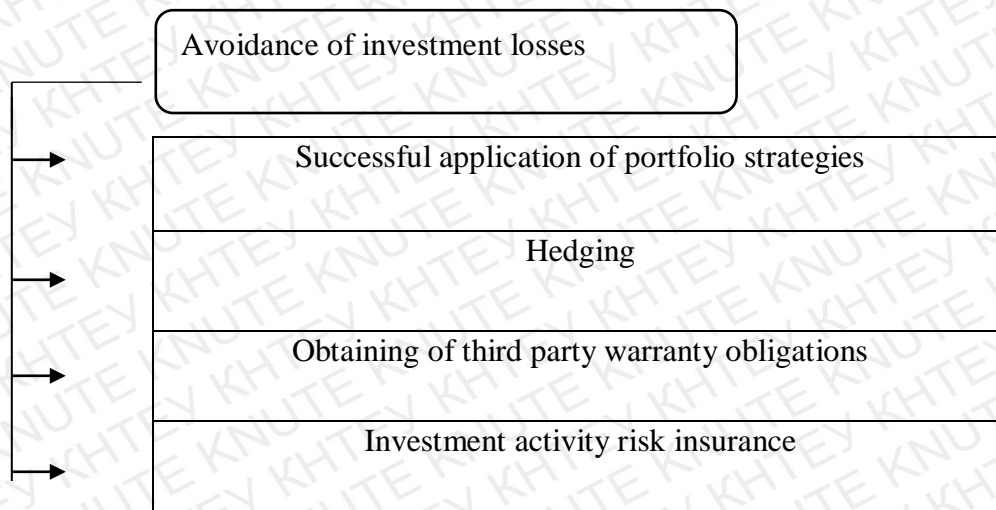 Avoidance of investment losses
Successful application of portfolio strategies
Hedging
Obtaining of third party warranty obligations
Investment activity risk insurance